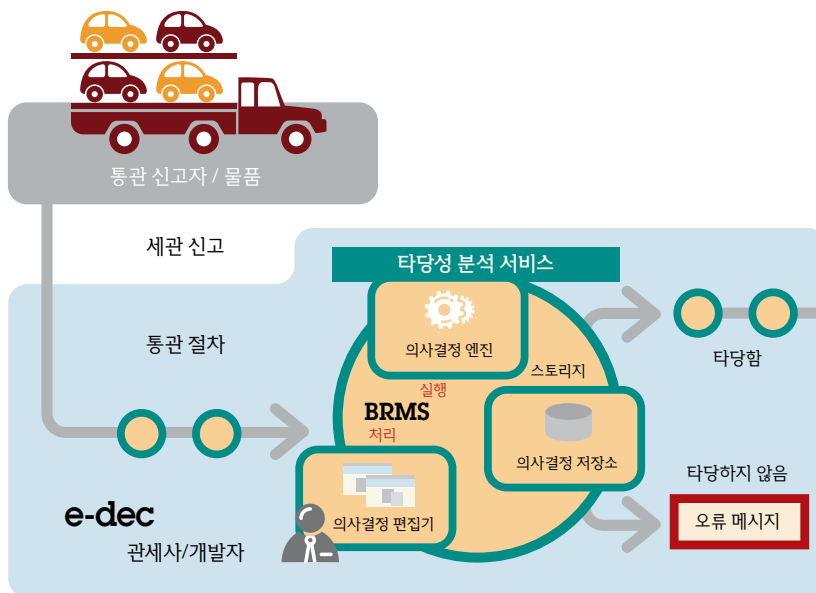 통관 신고자 / 물품
세관 신고
타당성 분석 서비스
통관 절차
의사결정 엔진
타당함
스토리지
실행
BRMS
처리
의사결정 저장소
타당하지 않음
의사결정 편집기
오류 메시지
e-dec
관세사/개발자